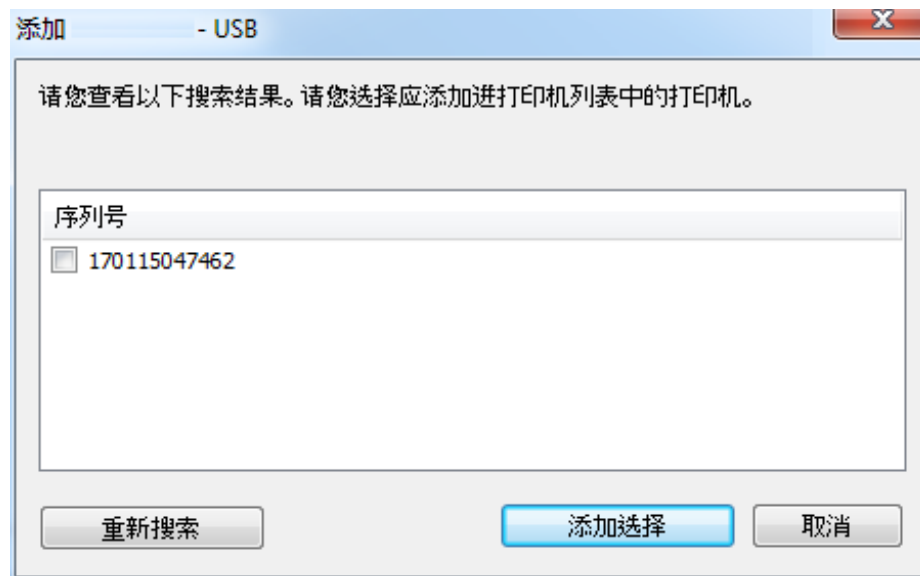 添加 - USB
请您查看以下搜索结果。请您选择应添加进打印机列表中的打印机。
序列号
170115047462
重新搜索
添加选择
取消